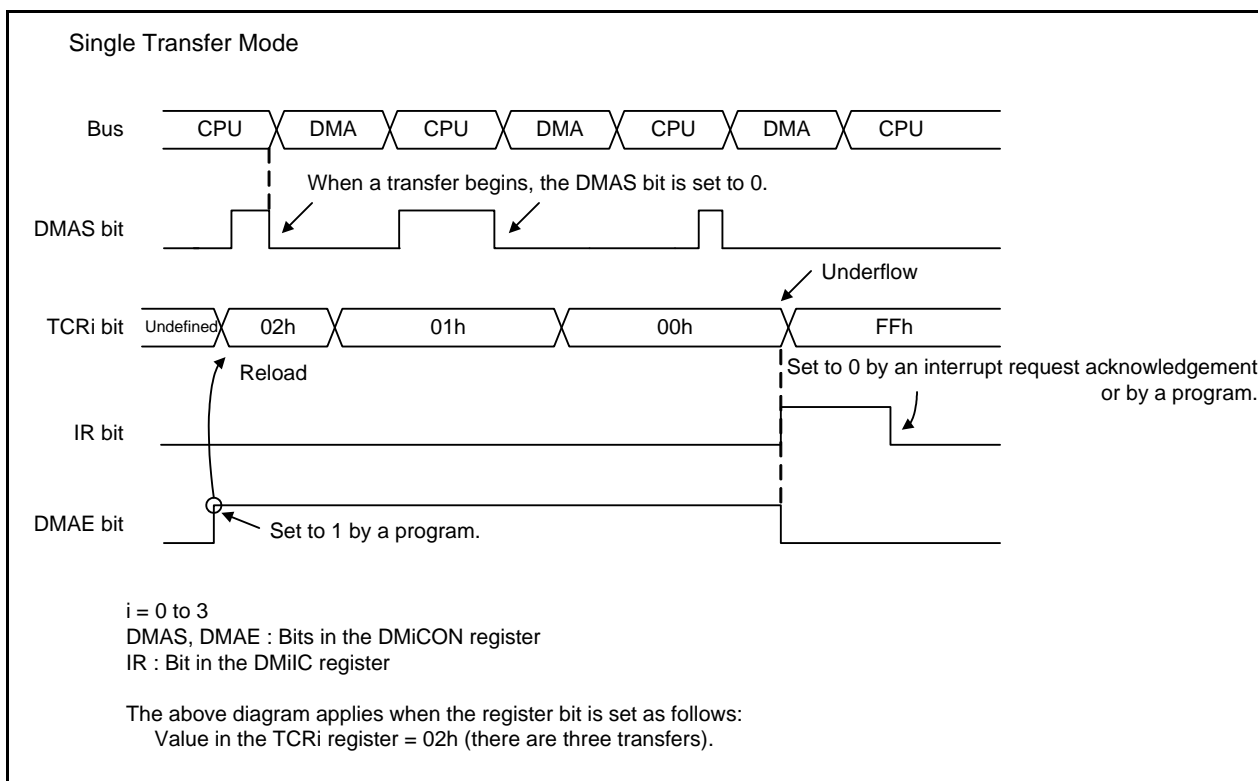 Single Transfer Mode
Bus
CPU
DMA
CPU
DMA
CPU
DMA
CPU
When a transfer begins, the DMAS bit is set to 0.
DMAS bit
Underflow
TCRi bit
Undefined
02h
01h
00h
FFh
Reload
Set to 0 by an interrupt request acknowledgement
or by a program.
IR bit
DMAE bit
Set to 1 by a program.
i = 0 to 3
DMAS, DMAE : Bits in the DMiCON register
IR : Bit in the DMiIC register
The above diagram applies when the register bit is set as follows:
Value in the TCRi register = 02h (there are three transfers).